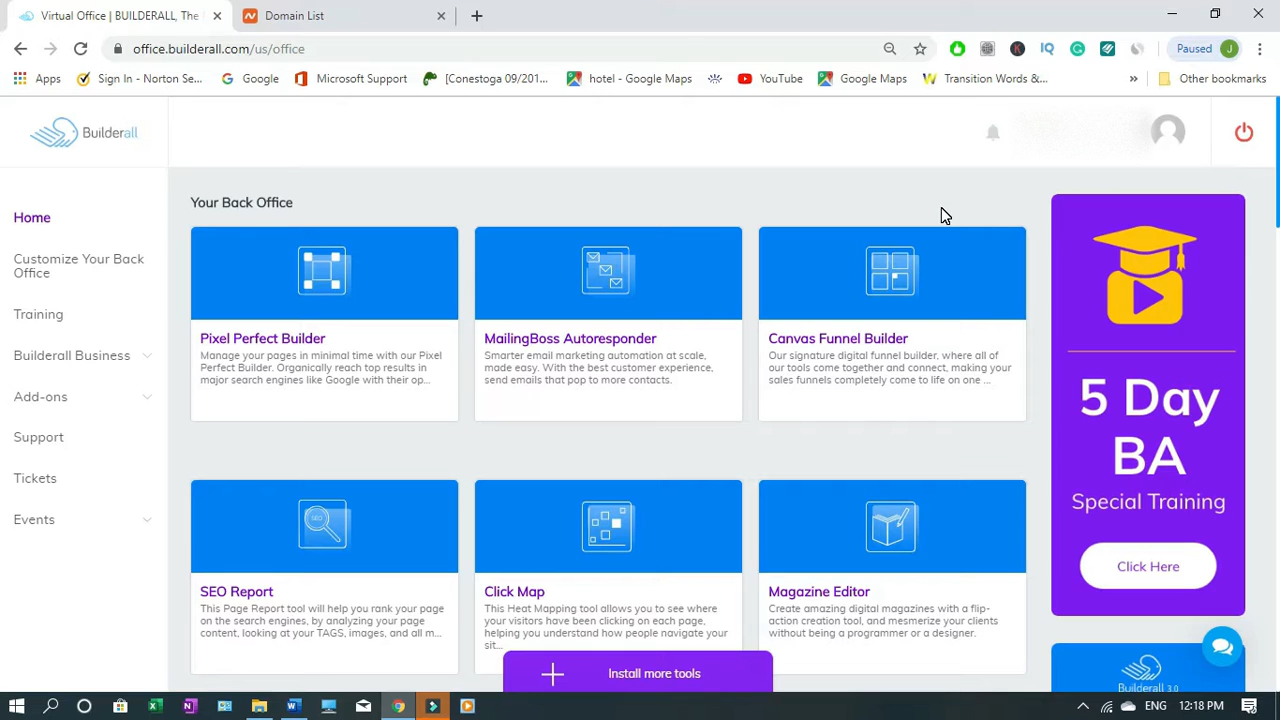 Virtual Office | BUILDERALL, The
Domain List
office.builderall.com/us/office
Paused
J
Apps
Sign In - Norton Se...
Google
Microsoft Support
[Conestoga 09/201...
hotel - Google Maps
YouTube
Google Maps
Transition Words &...
»
Other bookmarks
Builderall
Home
Customize Your Back
Office
Training
Builderall Business
Add-ons
Support
Tickets
Events
Your Back Office
Pixel Perfect Builder
Manage your pages in minimal time with our Pixel
Perfect Builder. Organically reach top results in
major search engines like Google with their op...
MailingBoss Autoresponder
Smarter email marketing automation at scale,
made easy. With the best customer experience,
send emails that pop to more contacts.
Canvas Funnel Builder
Our signature digital funnel builder, where all of
our tools come together and connect, making your
sales funnels completely come to life on one ...
SEO Report
This Page Report tool will help you rank your page
on the search engines, by analyzing your page
content, looking at your TAGS, images, and all m...
Click Map
This Heat Mapping tool allows you to see where
your visitors have been clicking on each page,
helping you understand how people navigate your
sit...
Magazine Editor
Create amazing digital magazines with a flip-
action creation tool, and mesmerize your clients
without being a programmer or a designer.
Install more tools
5 Day
BA
Special Training
Click Here
Builderall 3.0
ENG
12:18 PM